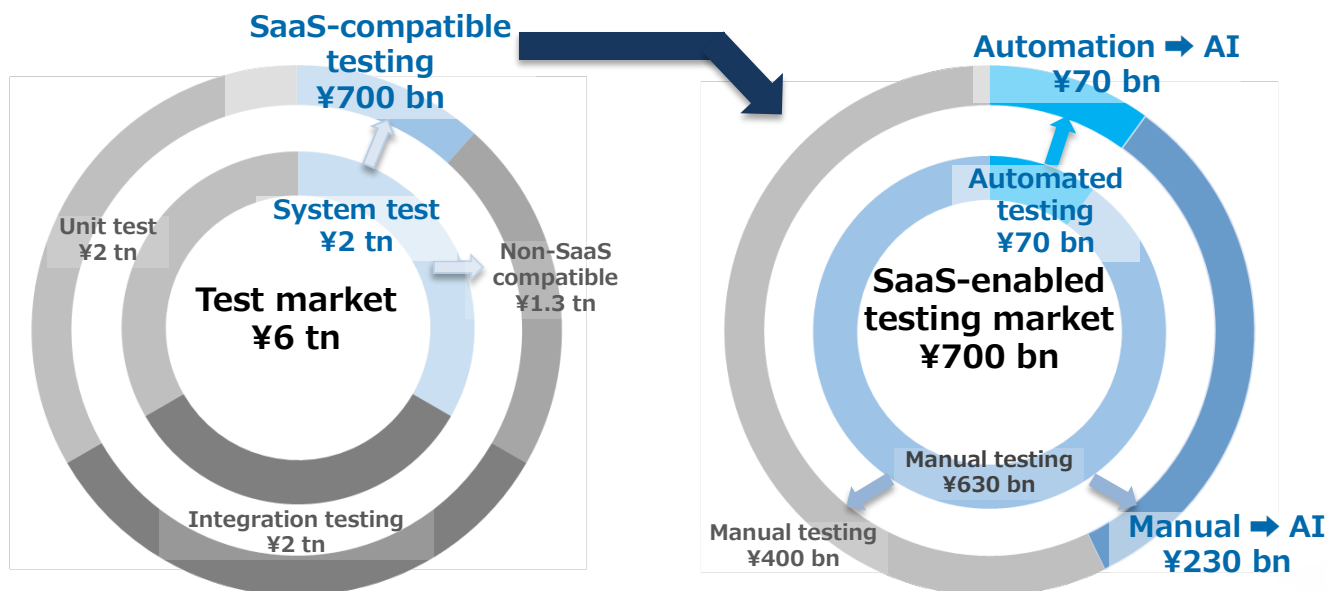 SaaS-compatible
testing
¥700 bn
System test
¥2 tn
Unit test
¥2 tn
Non-SaaS
compatible
¥1.3 tn
Test market
¥6 tn
Integration testing
¥2 tn
Automation ➡ AI
¥70 bn
Automated
testing
¥70 bn
SaaS-enabled
testing market
¥700 bn
Manual testing
¥630 bn
Manual testing
¥400 bn
Manual ➡ AI
¥230 bn